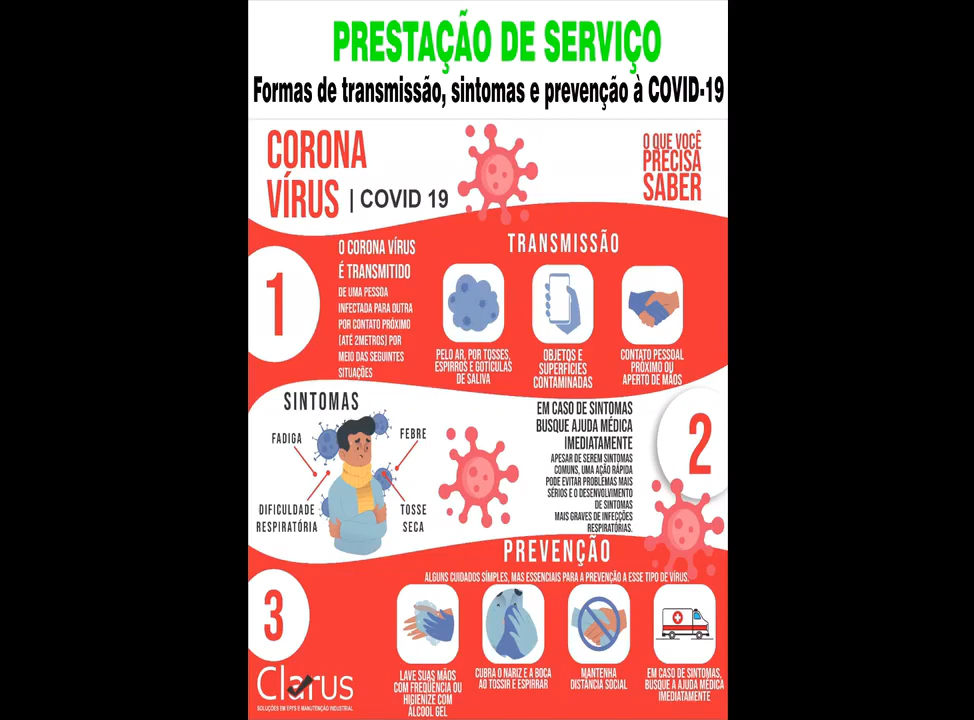 PRESTAÇÃO DE SERVIÇO
Formas de transmissão, sintomas e prevenção à COVID-19
CORONA
VÍRUS | COVID 19
O QUE VOCÊ
PRECISA
SABER
1
O CORONA VÍRUS
É TRANSMITIDO
DE UMA PESSOA
INFECTADA PARA OUTRA
POR CONTATO PRÓXIMO
(ATÉ 2METROS) POR
MEIO DAS SEGUINTES
SITUAÇÕES
TRANSMISSÃO
PELO AR, POR TOSSES,
ESPIRROS E GOTÍCULAS
DE SALIVA
OBJETOS E
SUPERFÍCIES
CONTAMINADAS
CONTATO PESSOAL
PRÓXIMO OU
APERTO DE MÃOS
SINTOMAS
FADIGA
FEBRE
DIFICULDADE
RESPIRATÓRIA
TOSSE
SECA
EM CASO DE SINTOMAS
BUSQUE AJUDA MÉDICA
IMEDIATAMENTE
APESAR DE SEREM SINTOMAS
COMUNS, UMA AÇÃO RÁPIDA
PODE EVITAR PROBLEMAS MAIS
SÉRIOS E O DESENVOLVIMENTO
DE SINTOMAS
MAIS GRAVES DE INFECÇÕES
RESPIRATÓRIAS.
2
PREVENÇÃO
ALGUNS CUIDADOS SÍMPLES, MAS ESSENCIAIS PARA A PREVENÇÃO A ESSE TIPO DE VÍRUS.
3
LAVE SUAS MÃOS
COM FREQUÊNCIA OU
HIGIENIZE COM
ÁLCOOL GEL
CUBRA O NARIZ E A BOCA
AO TOSSIR E ESPIRRAR
MANTENHA
DISTÂNCIA SOCIAL
EM CASO DE SINTOMAS,
BUSQUE A AJUDA MÉDICA
IMEDIATAMENTE
Clarus
SOLUÇÕES EM EPI'S E MANUTENÇÃO INDUSTRIAL